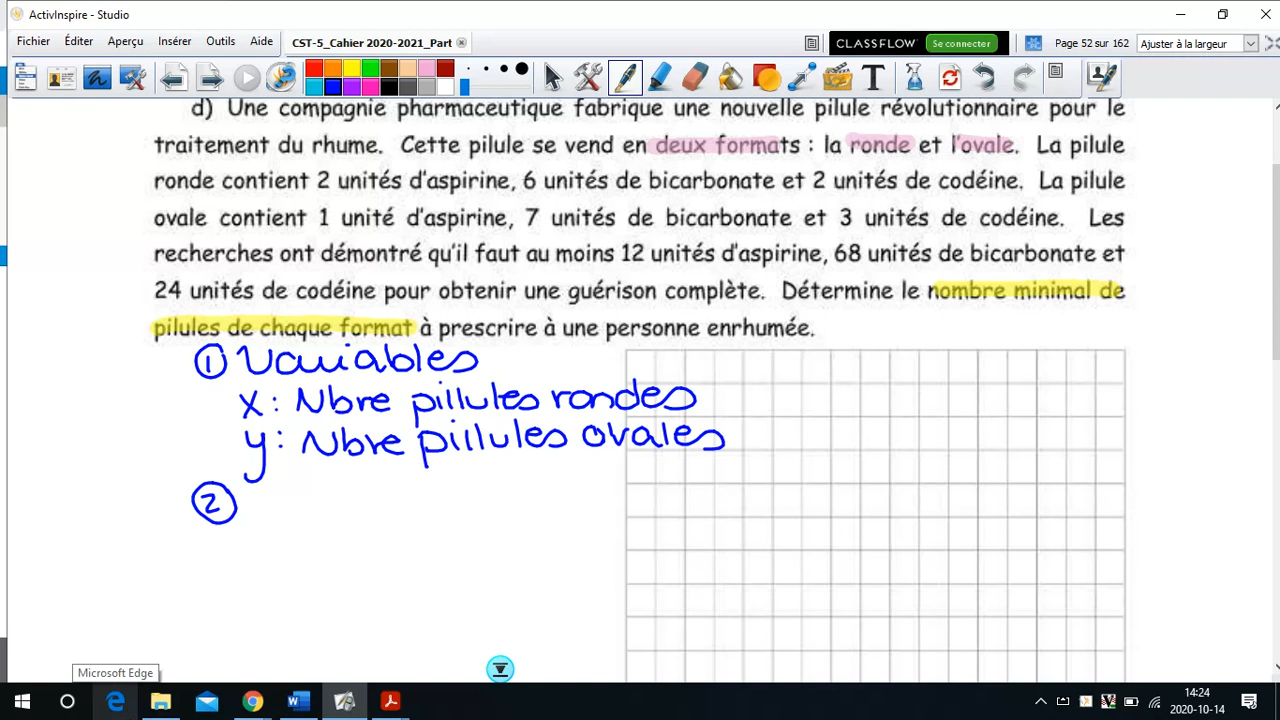 ActivInspire - Studio
Fichier Éditer Aperçu Insérer Outils Aide CST-5_Cahier 2020-2021_Part CLASSFLOW Se connecter Page 52 sur 162 Ajuster à la largeur
d) Une compagnie pharmaceutique fabrique une nouvelle pilule révolutionnaire pour le
traitement du rhume. Cette pilule se vend en deux formats : la ronde et l'ovale. La pilule
ronde contient 2 unités d'aspirine, 6 unités de bicarbonate et 2 unités de codéine. La pilule
ovale contient 1 unité d'aspirine, 7 unités de bicarbonate et 3 unités de codéine. Les
recherches ont démontré qu'il faut au moins 12 unités d'aspirine, 68 unités de bicarbonate et
24 unités de codéine pour obtenir une guérison complète. Détermine le nombre minimal de
pilules de chaque format à prescrire à une personne enrhumée.
① Variables
x : Nbre pillules rondes
y : Nbre pillules ovales
②
Microsoft Edge
14:24
2020-10-14